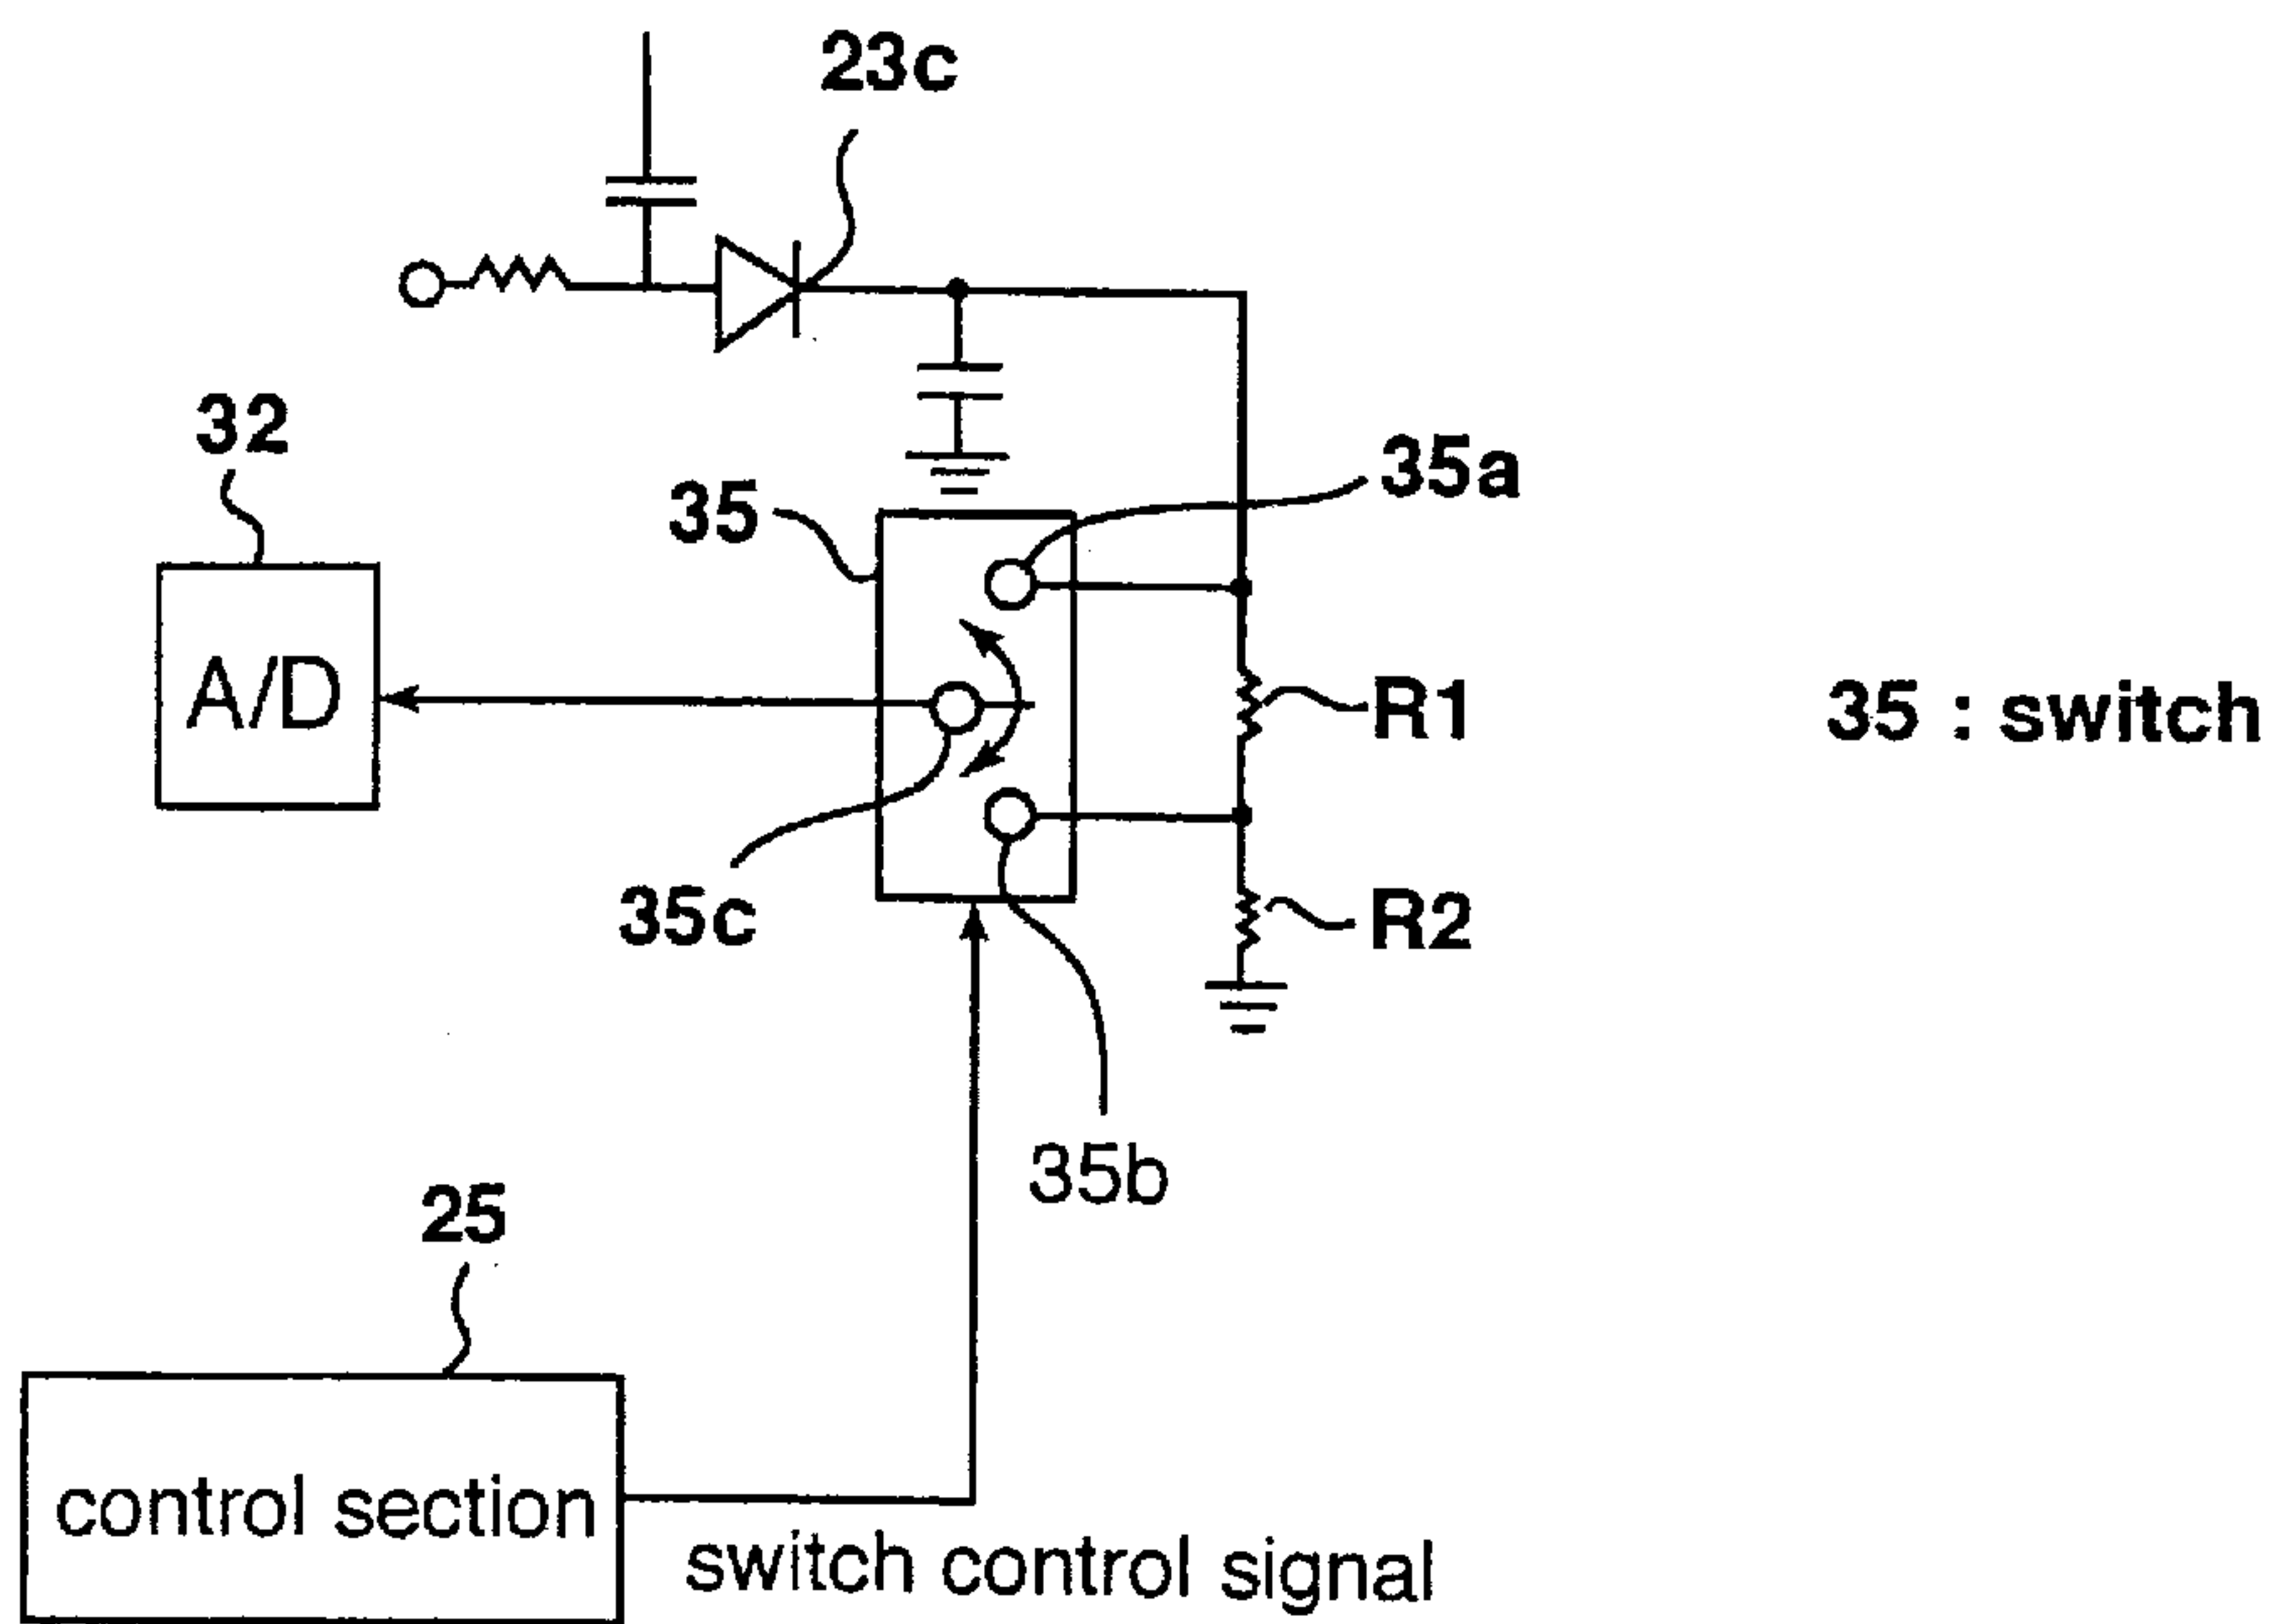 23c
32
35
35a
A/D
R1
35 : switch
35c
R2
35b
25
control section
switch control signal